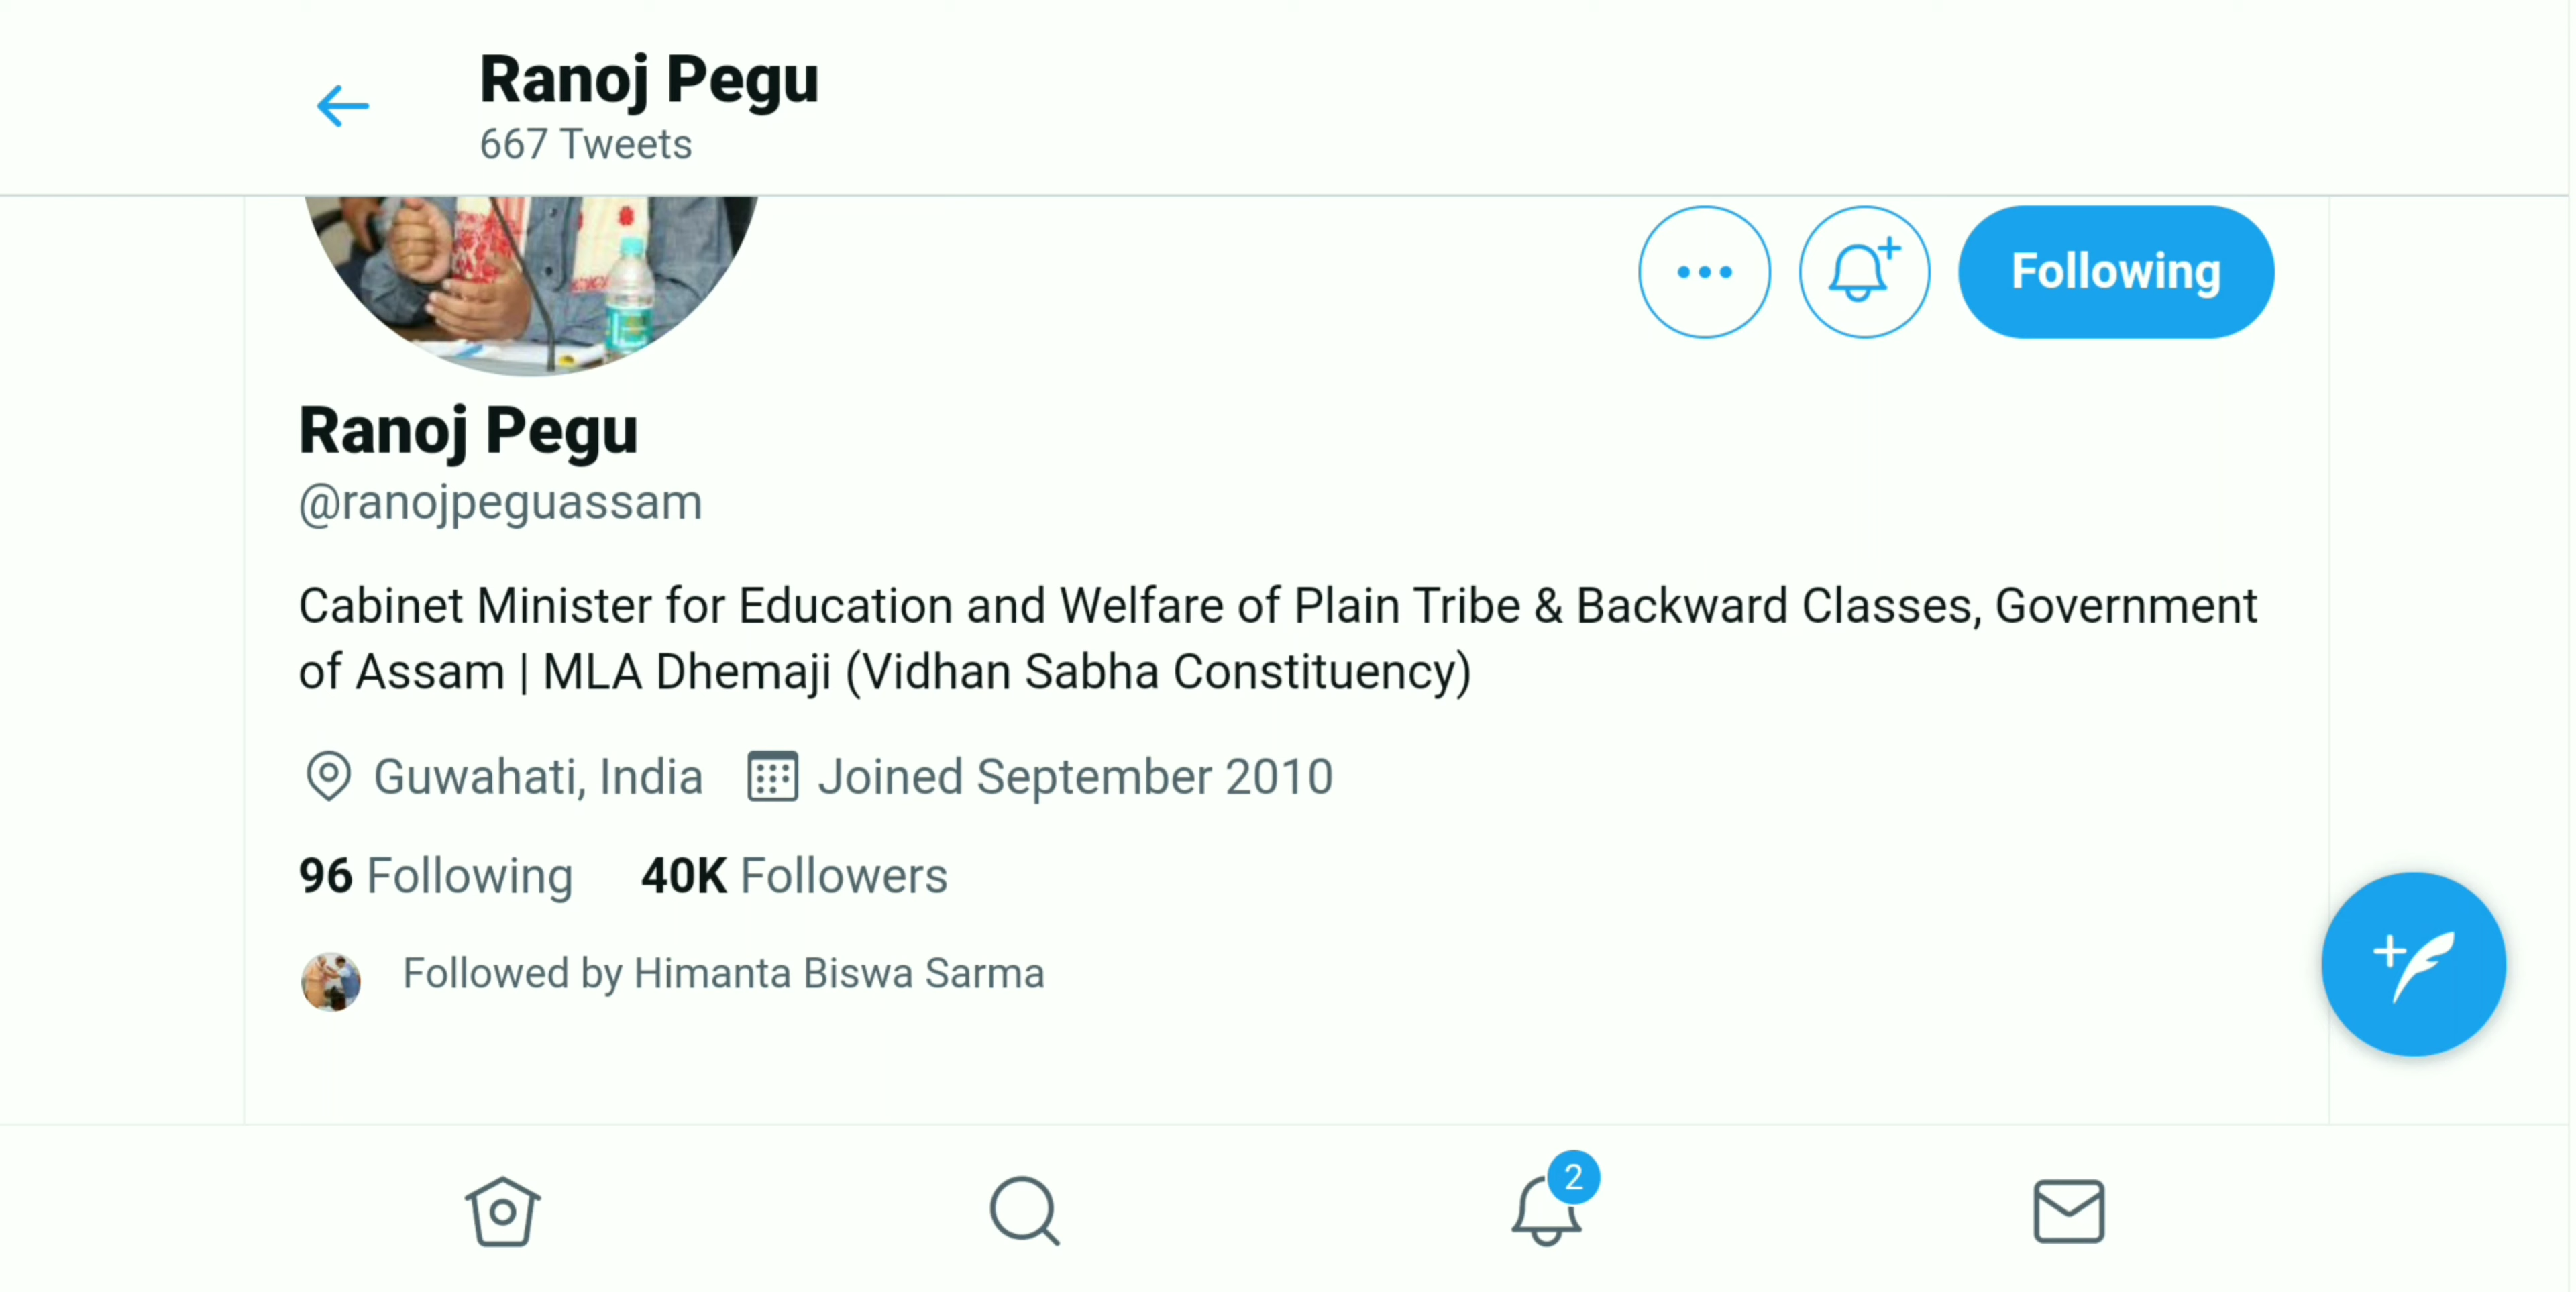 Ranoj Pegu
667 Tweets
Following
Ranoj Pegu
@ranojpeguassam
Cabinet Minister for Education and Welfare of Plain Tribe & Backward Classes, Government
of Assam | MLA Dhemaji (Vidhan Sabha Constituency)
Guwahati, India Joined September 2010
96 Following 40K Followers
Followed by Himanta Biswa Sarma
2